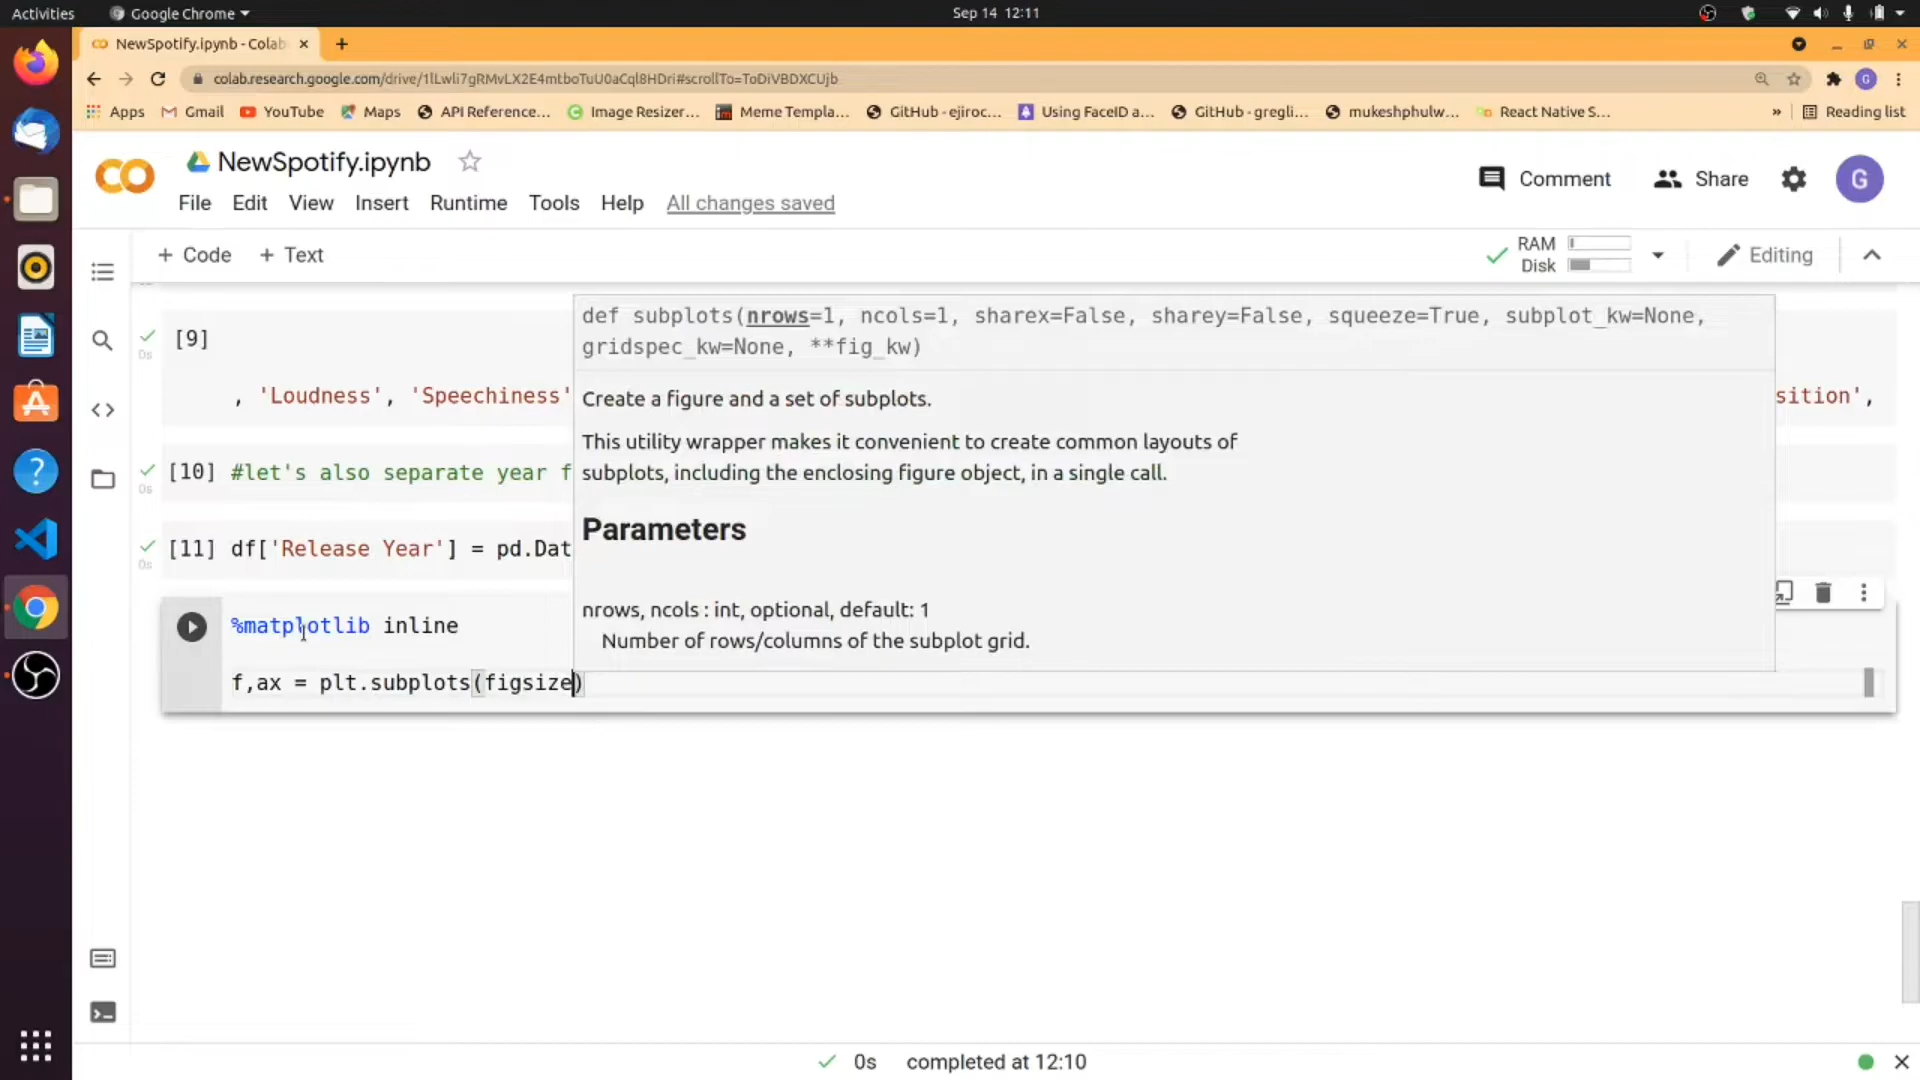 Activities Google Chrome Sep 14 12:11
NewSpotify.ipynb - Colab
colab.research.google.com/drive/1lLwli7gRMvLX2E4mtboTuU0aCql8HDri#scrollTo=ToDiVBDXCUjb
Apps Gmail YouTube Maps API Reference... Image Resizer... Meme Templa... GitHub - ejiroc... Using FaceID a... GitHub - gregli... mukeshphulw... React Native S... » Reading list
NewSpotify.ipynb
Comment Share G
File Edit View Insert Runtime Tools Help All changes saved
+ Code + Text RAM Disk Editing
def subplots(nrows=1, ncols=1, sharex=False, sharey=False, squeeze=True, subplot_kw=None,
gridspec_kw=None, **fig_kw)
[9]
0s
, 'Loudness', 'Speechiness' sition',
Create a figure and a set of subplots.
This utility wrapper makes it convenient to create common layouts of
subplots, including the enclosing figure object, in a single call.
[10] #let's also separate year f
0s
Parameters
[11] df['Release Year'] = pd.Dat
0s
nrows, ncols : int, optional, default: 1
Number of rows/columns of the subplot grid.
%matplotlib inline
f,ax = plt.subplots(figsize)
0s completed at 12:10